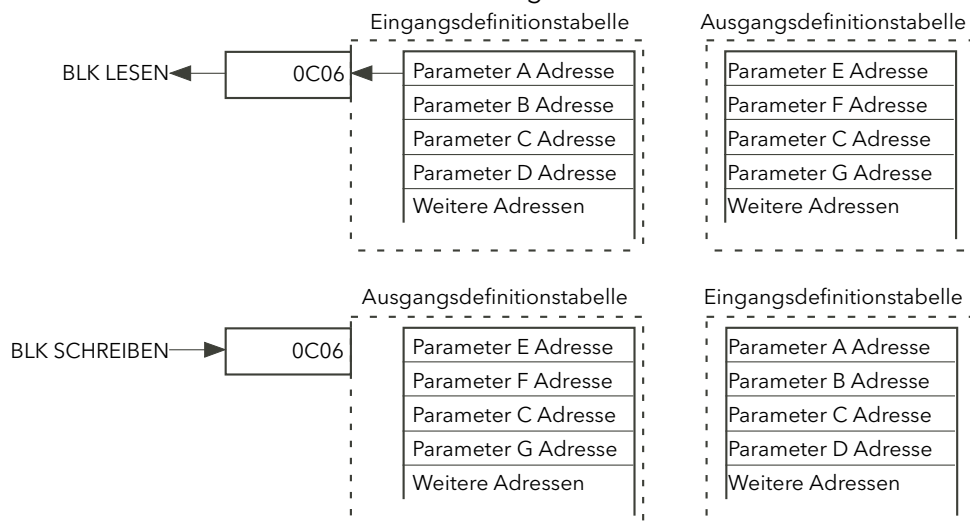 Eingangsdefinitionstabelle Ausgangsdefinitionstabelle
BLK LESEN 0C06 Parameter A Adresse Parameter E Adresse
Parameter B Adresse Parameter F Adresse
Parameter C Adresse Parameter C Adresse
Parameter D Adresse Parameter G Adresse
Weitere Adressen Weitere Adressen
Ausgangsdefinitionstabelle Eingangsdefinitionstabelle
BLK SCHREIBEN 0C06 Parameter E Adresse Parameter A Adresse
Parameter F Adresse Parameter B Adresse
Parameter C Adresse Parameter C Adresse
Parameter G Adresse Parameter D Adresse
Weitere Adressen Weitere Adressen